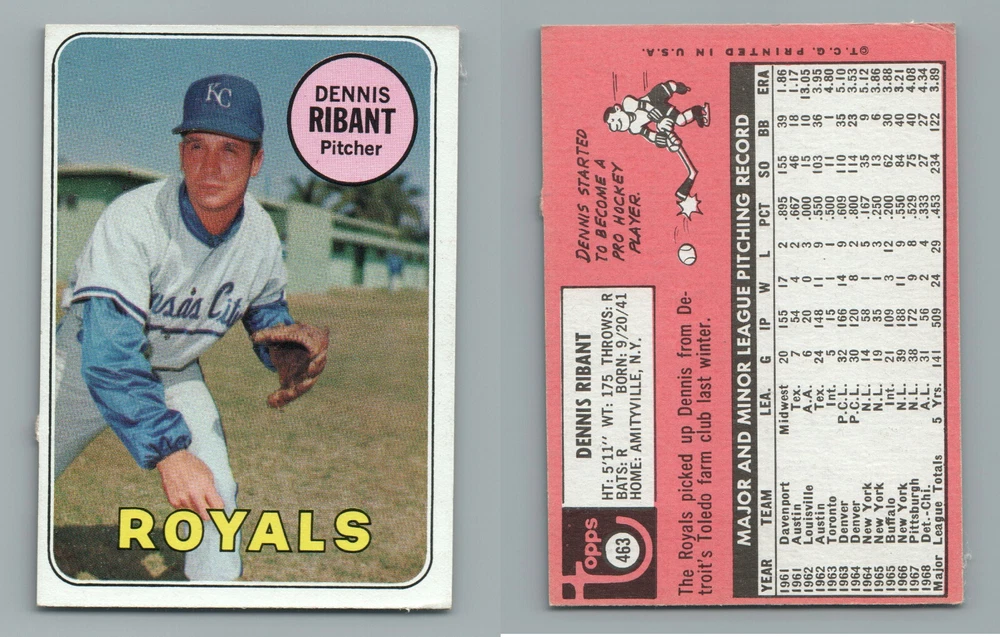 KC
DENNIS
RIBANT
Pitcher
nsas City
ROYALS
©T.C.G. PRINTED IN U.S.A.
topps
463
DENNIS RIBANT
HT: 5'11" WT: 175 THROWS: R
BATS: R BORN: 9/20/41
HOME: AMITYVILLE, N.Y.
DENNIS STARTED
TO BECOME A
PRO HOCKEY
PLAYER.
The Royals picked up Dennis from De-
troit's Toledo farm club last winter.
MAJOR AND MINOR LEAGUE PITCHING RECORD
YEAR TEAM LEA. G IP W L PCT SO BB ERA
1961 Davenport Midwest 20 155 17 2 .895 155 39 1.86
1961 Austin Tex. 7 54 4 2 .667 46 18 1.17
1962 Louisville A.A. 6 20 0 3 .000 15 10 13.05
1962 Austin Tex. 24 148 11 9 .550 103 36 3.95
1963 Toronto Int. 5 15 1 1 .500 11 4.80
1963 Denver P.C.L. 32 166 14 9 .609 110 35 5.10
1964 Denver P.C.L. 20 120 8 2 .800 114 23 3.53
1964 New York N.L. 14 58 1 5 .167 35 9 5.12
1965 New York N.L. 19 35 1 3 .250 13 6 3.86
1965 Buffalo Int. 21 109 3 12 .200 62 30 3.88
1966 New York N.L. 39 188 11 9 .550 84 40 3.21
1967 Pittsburgh N.L. 38 172 9 8 .529 75 40 4.08
1968 Det.-Chi. A.L. 31 56 2 4 .333 27 27 4.34
Major League Totals 5 Yrs. 141 509 24 29 .453 234 122 3.89